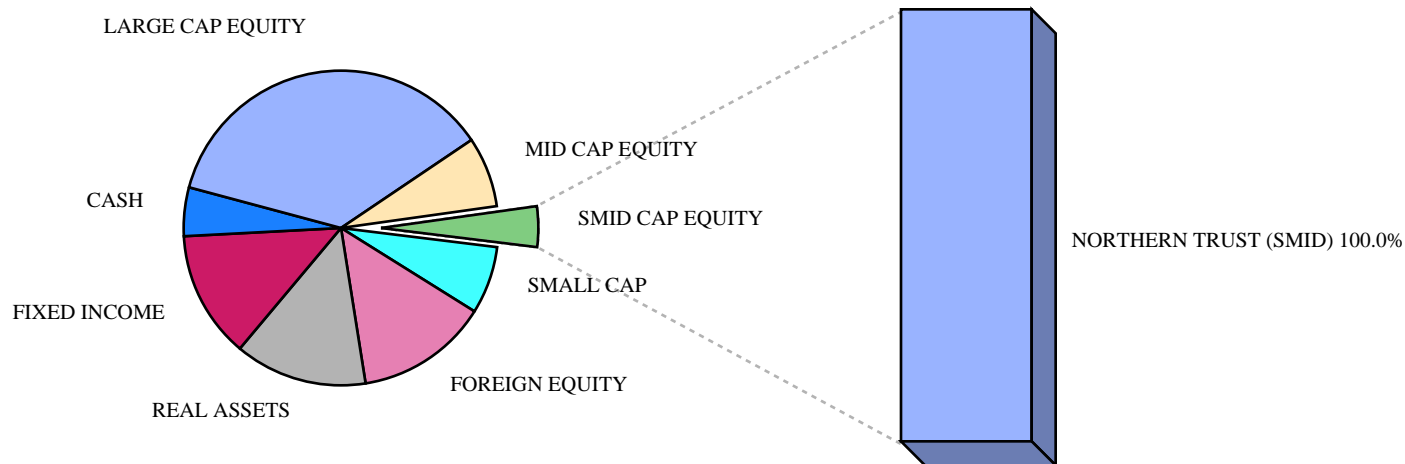 LARGE CAP EQUITY
MID CAP EQUITY
CASH
SMID CAP EQUITY
NORTHERN TRUST (SMID) 100.0%
SMALL CAP
FIXED INCOME
FOREIGN EQUITY
REAL ASSETS